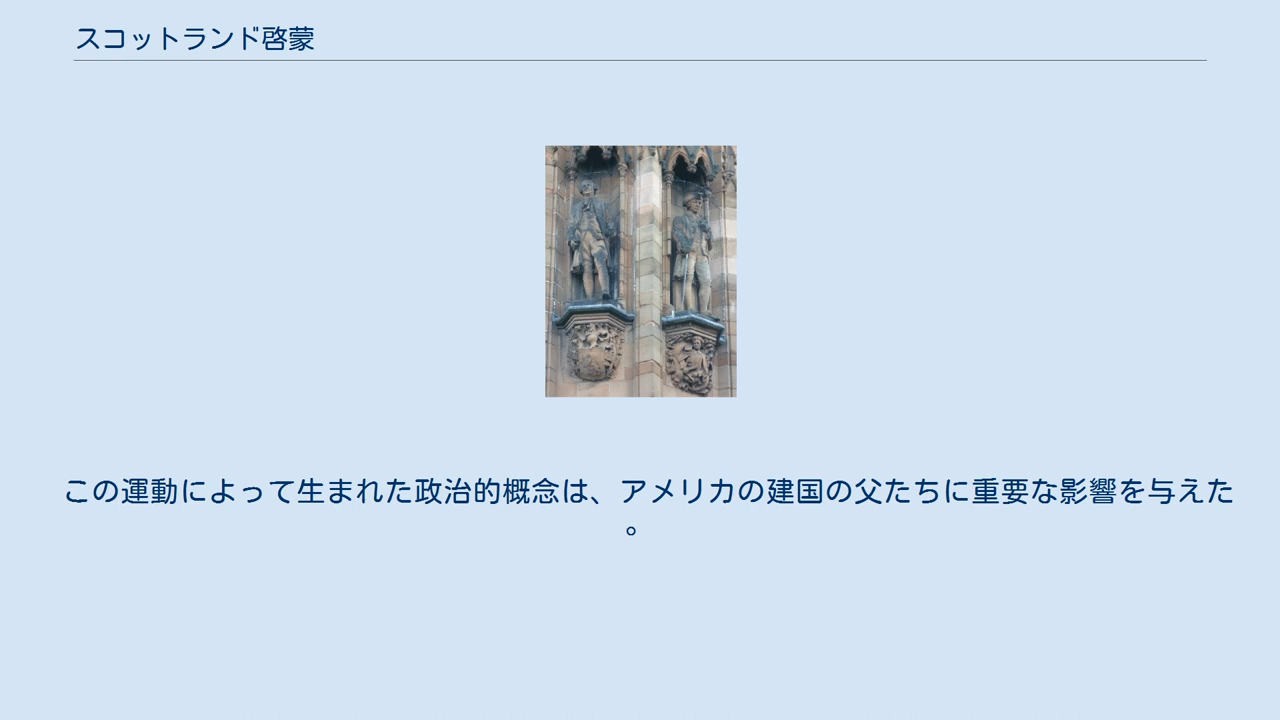 スコットランド啓蒙
この運動によって生まれた政治的概念は、アメリカの建国の父たちに重要な影響を与えた
。